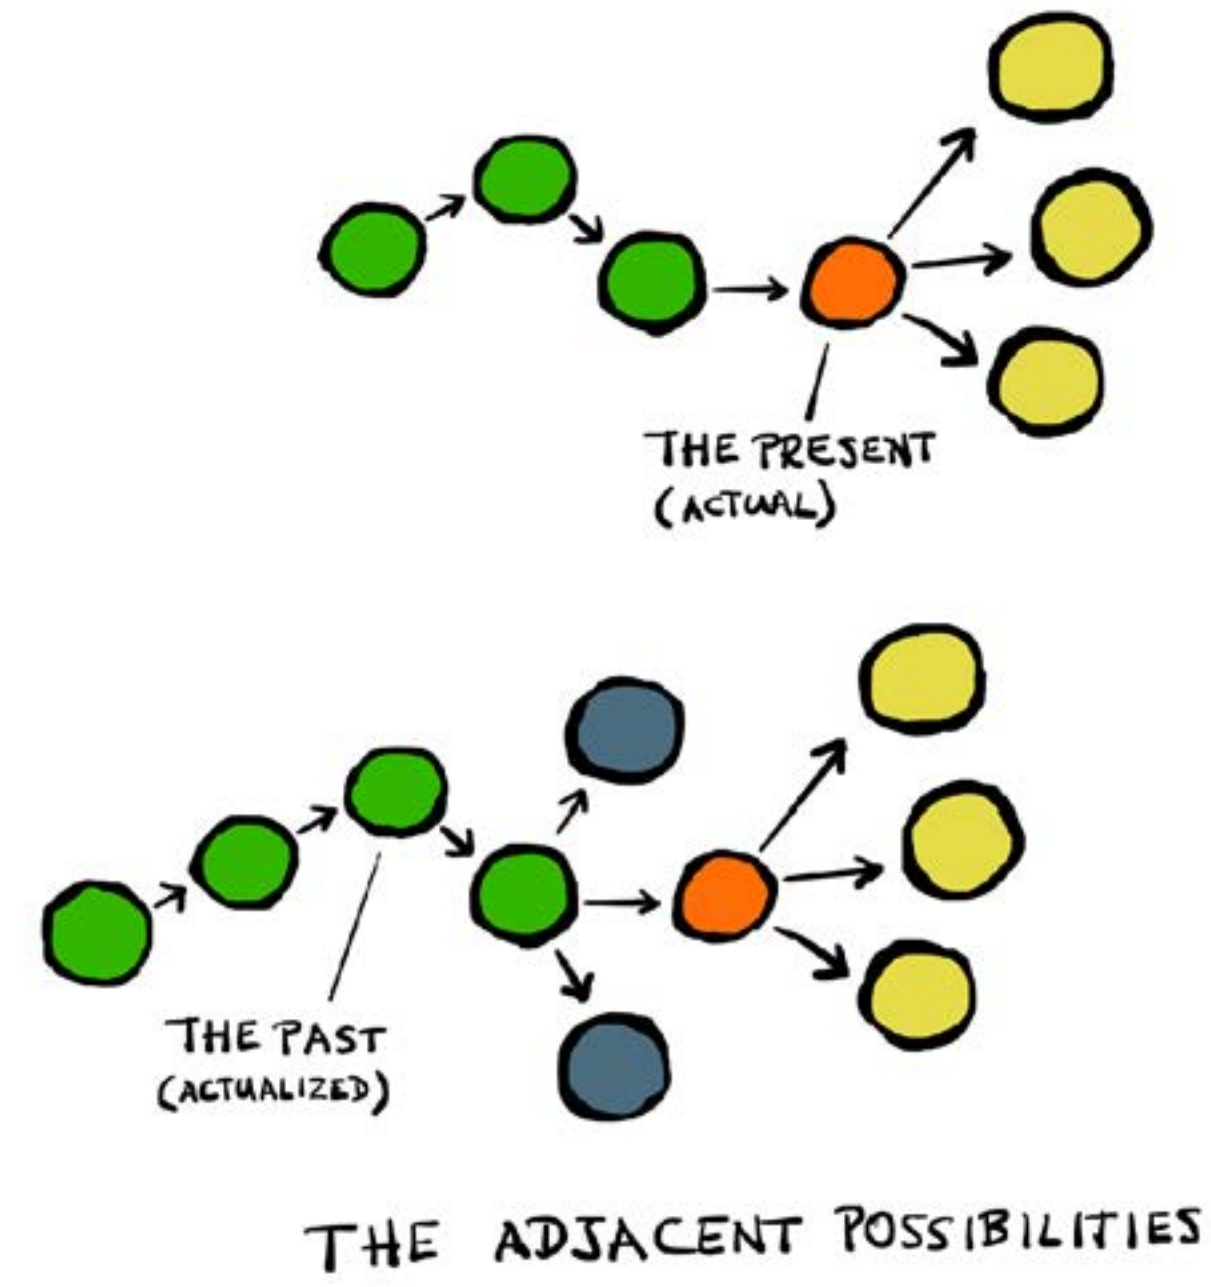 THE PRESENT
(ACTUAL)
THE PAST
(ACTUALIZED)
THE ADJACENT POSSIBILITIES